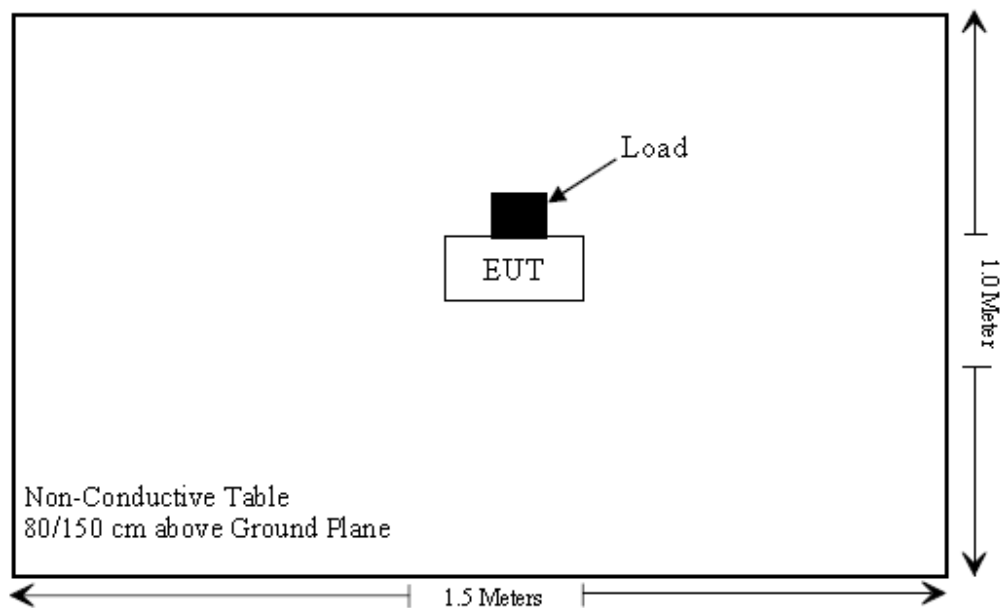 Load
EUT
1.0 Meter
Non-Conductive Table
80/150 cm above Ground Plane
1.5 Meters